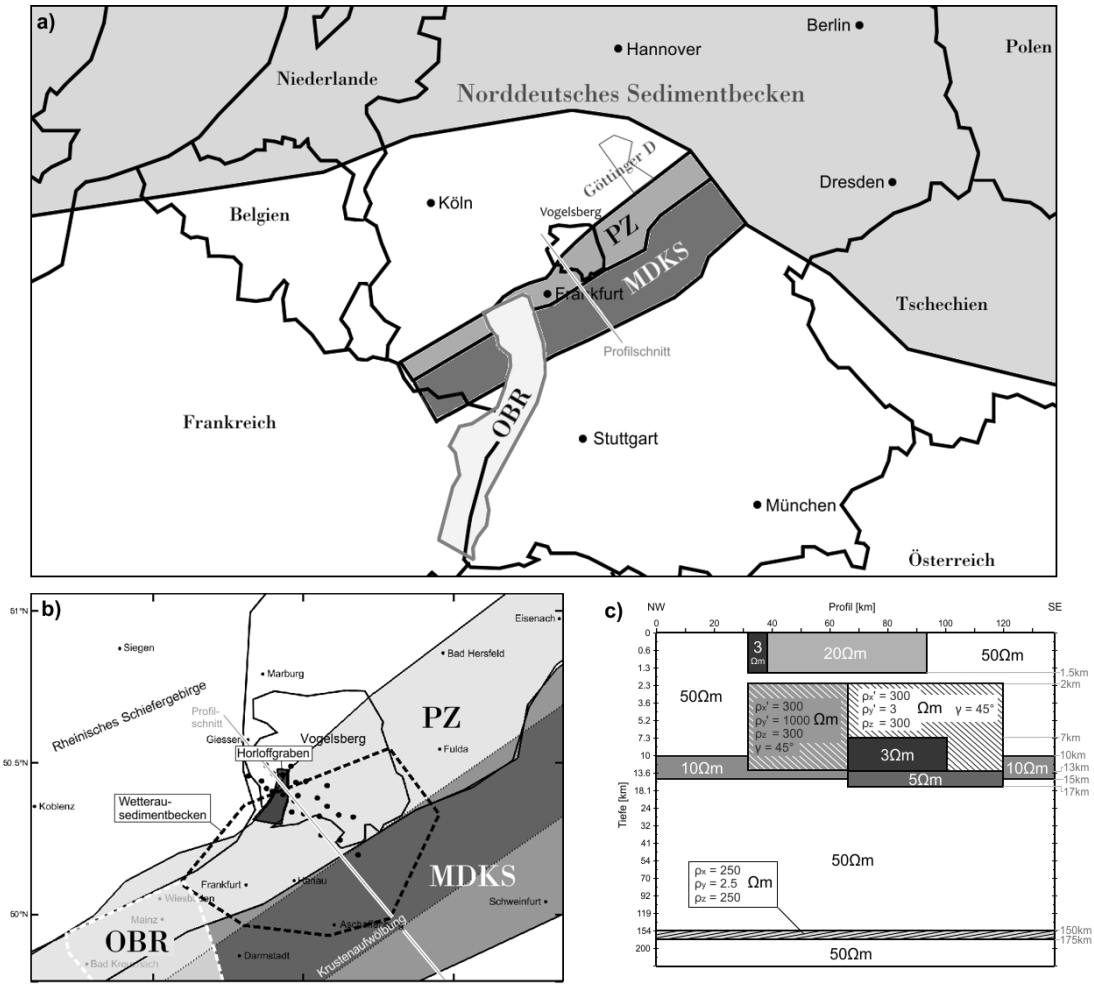 a)
Berlin
Hannover
Polen
Niederlande
Norddeutsches Sedimentbecken
Göttinger D
Dresden
Köln
Belgien
Vogelsberg
PZ
MDKS
Frankfurt
Tschechien
Profilschnitt
Frankreich
OBR
Stuttgart
München
Österreich
b)
51°N
Eisenach
Siegen
Bad Hersfeld
Marburg
Rheinisches Schiefergebirge
Profil-
schnitt
PZ
Giessen
Vogelsberg
Horloffgraben
Fulda
50.5°N
Koblenz
Wetterau-
sedimentbecken
Frankfurt
Hanau
MDKS
Wiesbaden
Schweinfurt
50°N
Mainz
Aschaffenburg
OBR
Krustenaufwölbung
Darmstadt
Bad Kreuznach
c)
NW Profil [km] SE
0 20 40 60 80 100 120
Tiefe [km]
0
0.6
1.3
2.3
3.6
5.2
7.3
10
13.6
18.1
24
31
41
54
70
92
119
154
200
3
Ωm
20Ωm
50Ωm
1.5km
2km
50Ωm
ρx' = 300
ρy' = 1000 Ωm
ρz = 300
γ = 45°
ρx' = 300
ρy' = 3 Ωm γ = 45°
ρz = 300
7km
3Ωm
10km
10Ωm
10Ωm
13km
5Ωm
15km
17km
50Ωm
ρx = 250
ρy = 2.5 Ωm
ρz = 250
150km
175km
50Ωm